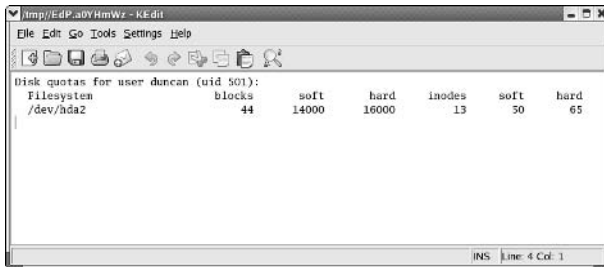 /tmp//EdP.a0YHmWz - KEdit
File Edit Go Tools Settings Help
Disk quotas for user duncan (uid 501):
Filesystem blocks soft hard inodes soft hard
/dev/hda2 44 14000 16000 13 50 65
INS Line: 4 Col: 1